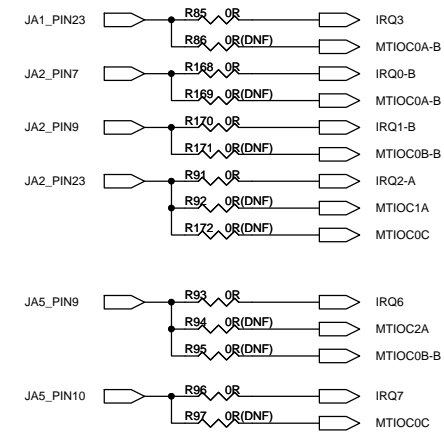 JA1_PIN23 R85 0R IRQ3
R86 0R(DNF) MTIOC0A-B
JA2_PIN7 R168 0R IRQ0-B
R169 0R(DNF) MTIOC0A-B
JA2_PIN9 R170 0R IRQ1-B
R171 0R(DNF) MTIOC0B-B
JA2_PIN23 R91 0R IRQ2-A
R92 0R(DNF) MTIOC1A
R172 0R(DNF) MTIOC0C
JA5_PIN9 R93 0R IRQ6
R94 0R(DNF) MTIOC2A
R95 0R(DNF) MTIOC0B-B
JA5_PIN10 R96 0R IRQ7
R97 0R(DNF) MTIOC0C